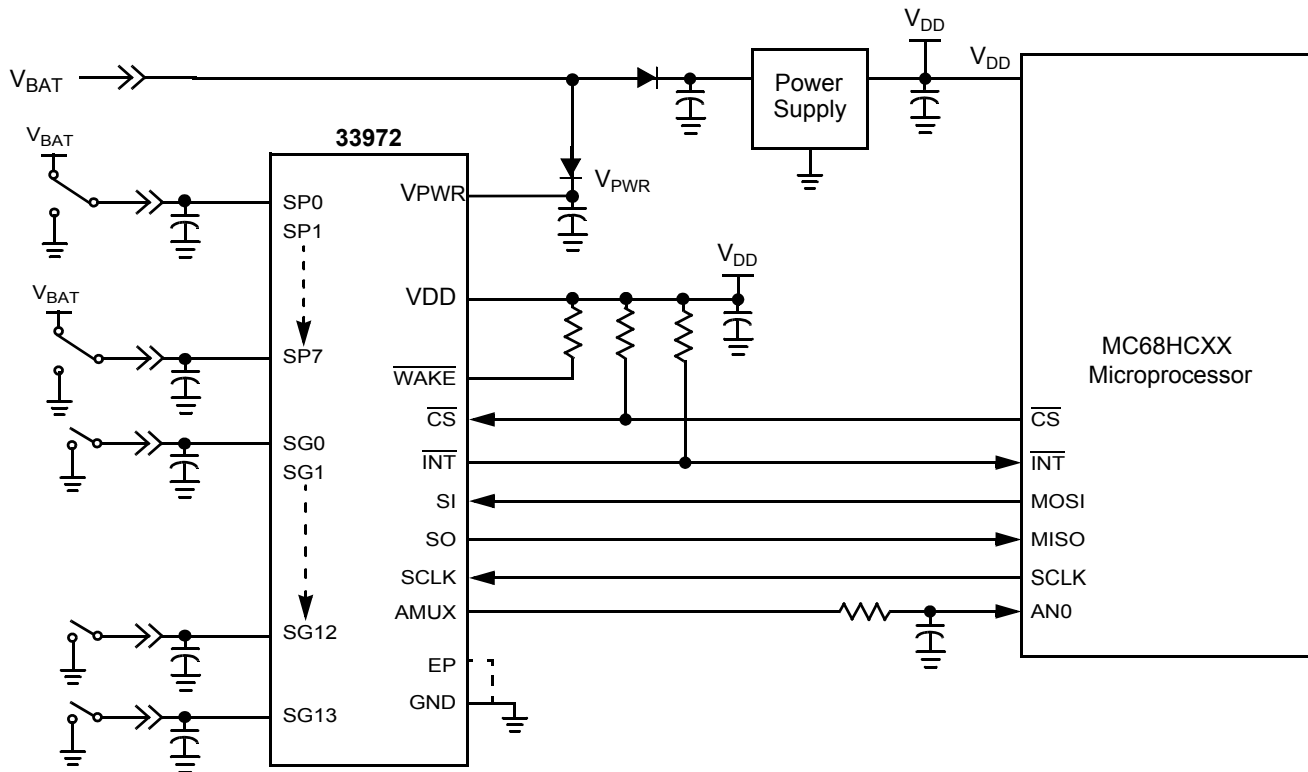 V_DD
V_DD
V_BAT
Power
Supply
V_BAT
33972
VPWR
V_PWR
SP0
SP1
V_DD
V_BAT
VDD
SP7
WAKE
MC68HCXX
Microprocessor
CS
CS
SG0
INT
INT
SG1
SI
MOSI
SO
MISO
SCLK
SCLK
AMUX
AN0
SG12
EP
GND
SG13